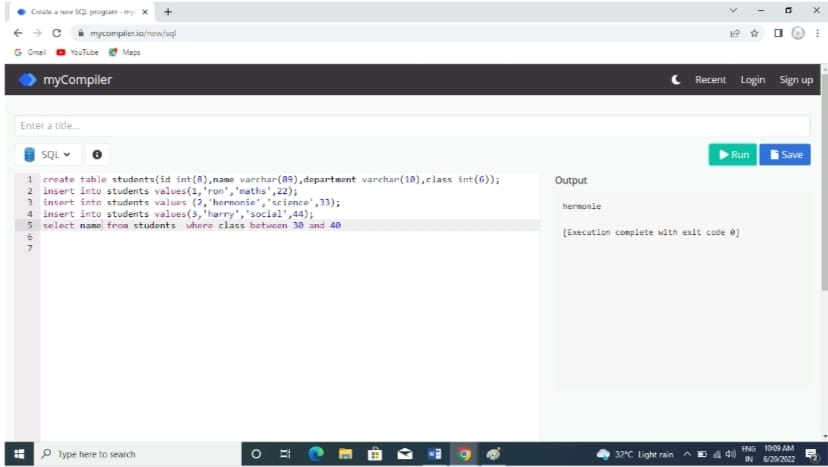 Create a new SQL program - my
mycompiler.io/new/sql
Gmail YouTube Maps
myCompiler Recent Login Sign up
Enter a title...
SQL Run Save
Output
1 create table students(id int(8),name varchar(89),department varchar(10),class int(6));
2 insert into students values(1,'ron','maths',22);
3 insert into students values (2,'hermonie','science',33);
4 insert into students values(3,'harry','social',44);
5 select name from students  where class between 30 and 40
6
7
hermonie
[Execution complete with exit code 0]
Type here to search
32°C Light rain
ENG
IN
10:09 AM
6/20/2022
2